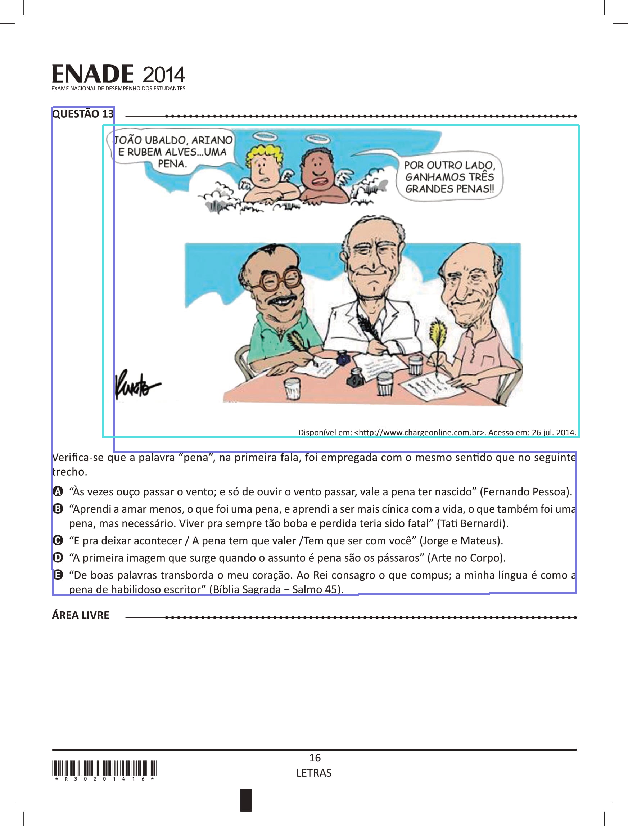 ENADE 2014
EXAME NACIONAL DE DESEMPENHO DOS ESTUDANTES
QUESTÃO 13
JOÃO UBALDO, ARIANO
E RUBEM ALVES...UMA
PENA.
POR OUTRO LADO,
GANHAMOS TRÊS
GRANDES PENAS!!
Disponível em: <http://www.chargeonline.com.br>. Acesso em: 26 jul. 2014.
Verifica-se que a palavra “pena”, na primeira fala, foi empregada com o mesmo sentido que no seguinte
trecho.
A “Às vezes ouço passar o vento; e só de ouvir o vento passar, vale a pena ter nascido” (Fernando Pessoa).
B “Aprendi a amar menos, o que foi uma pena, e aprendi a ser mais cínica com a vida, o que também foi uma
pena, mas necessário. Viver pra sempre tão boba e perdida teria sido fatal” (Tati Bernardi).
C “E pra deixar acontecer / A pena tem que valer /Tem que ser com você” (Jorge e Mateus).
D “A primeira imagem que surge quando o assunto é pena são os pássaros” (Arte no Corpo).
E “De boas palavras transborda o meu coração. Ao Rei consagro o que compus; a minha língua é como a
pena de habilidoso escritor” (Bíblia Sagrada – Salmo 45).
ÁREA LIVRE
16
LETRAS
* R 3 0 2 0 1 4 1 6 *